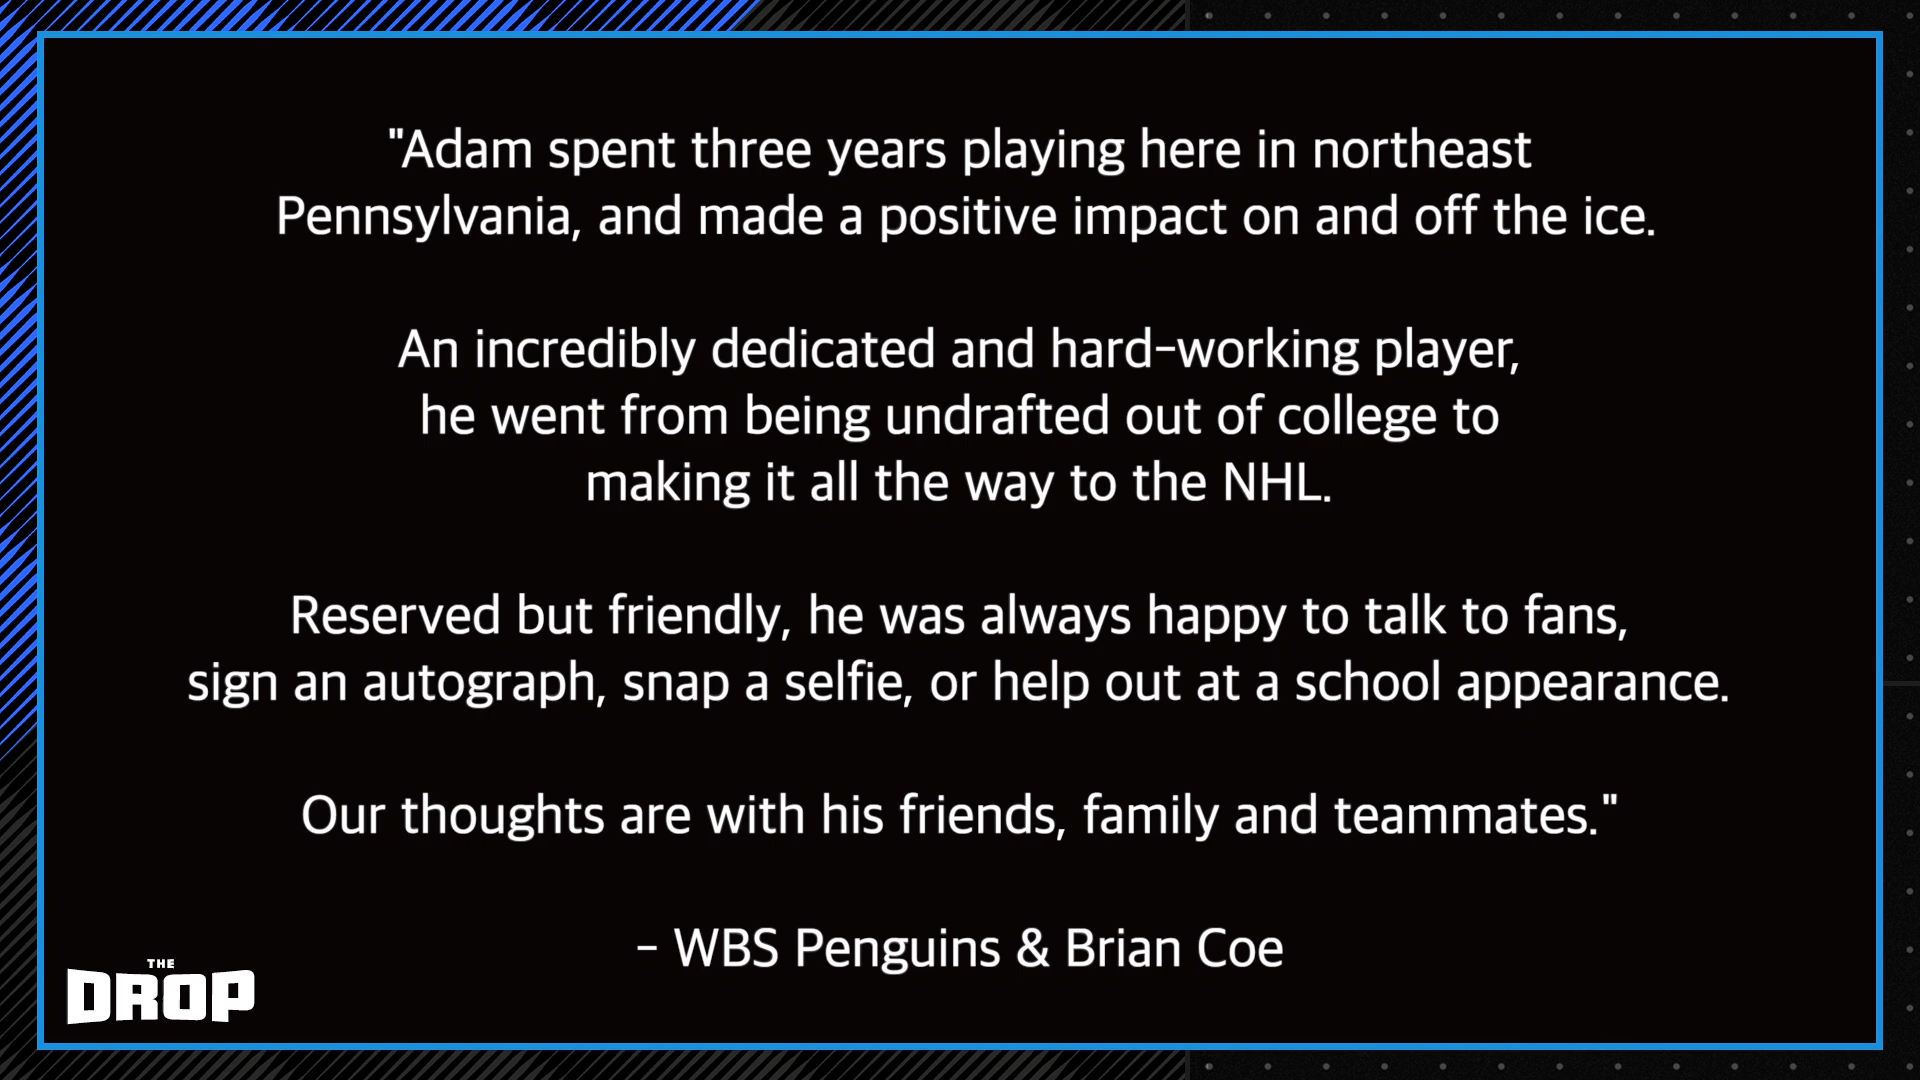 "Adam spent three years playing here in northeast
Pennsylvania, and made a positive impact on and off the ice.
An incredibly dedicated and hard-working player,
he went from being undrafted out of college to
making it all the way to the NHL.
Reserved but friendly, he was always happy to talk to fans,
sign an autograph, snap a selfie, or help out at a school appearance.
Our thoughts are with his friends, family and teammates."
- WBS Penguins & Brian Coe
THE
DROP